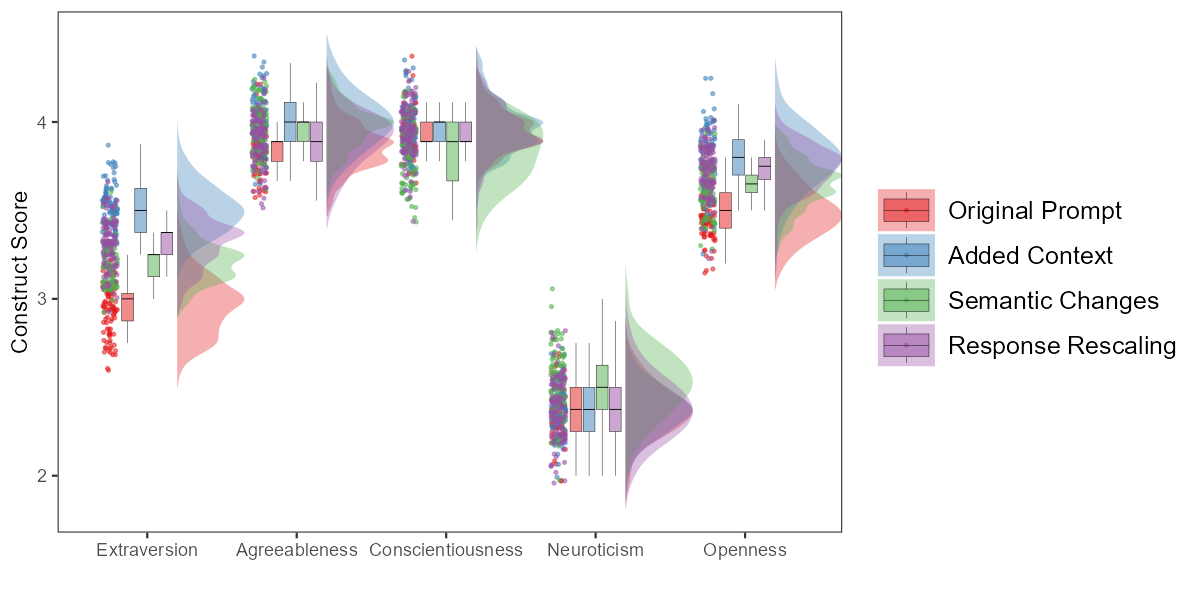 Construct Score
4
3
2
Extraversion
Agreeableness
Conscientiousness
Neuroticism
Openness
Original Prompt
Added Context
Semantic Changes
Response Rescaling